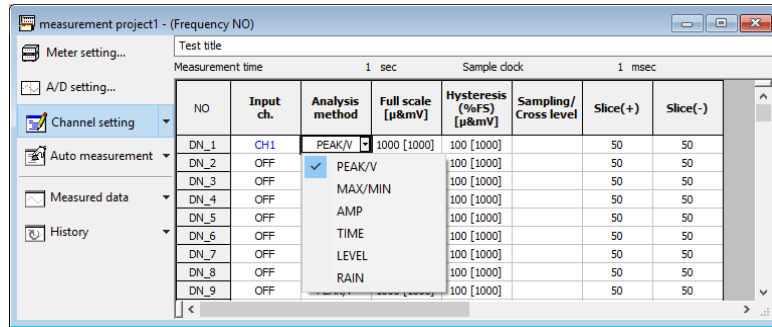 measurement project1 - (Frequency NO)
Meter setting...
A/D setting...
Channel setting
Auto measurement
Measured data
History
Test title
Measurement time 1 sec Sample clock 1 msec
NO Input ch. Analysis method Full scale [µ&mV] Hysteresis (%FS) [µ&mV] Sampling/ Cross level Slice(+) Slice(-)
DN_1 CH1 PEAK/V 1000 [1000] 100 [1000] 50 50
DN_2 OFF 100 [1000] 50 50
DN_3 OFF 100 [1000] 50 50
DN_4 OFF 100 [1000] 50 50
DN_5 OFF 100 [1000] 50 50
DN_6 OFF 100 [1000] 50 50
DN_7 OFF 100 [1000] 50 50
DN_8 OFF 100 [1000] 50 50
DN_9 OFF 100 [1000] 50 50
PEAK/V
MAX/MIN
AMP
TIME
LEVEL
RAIN